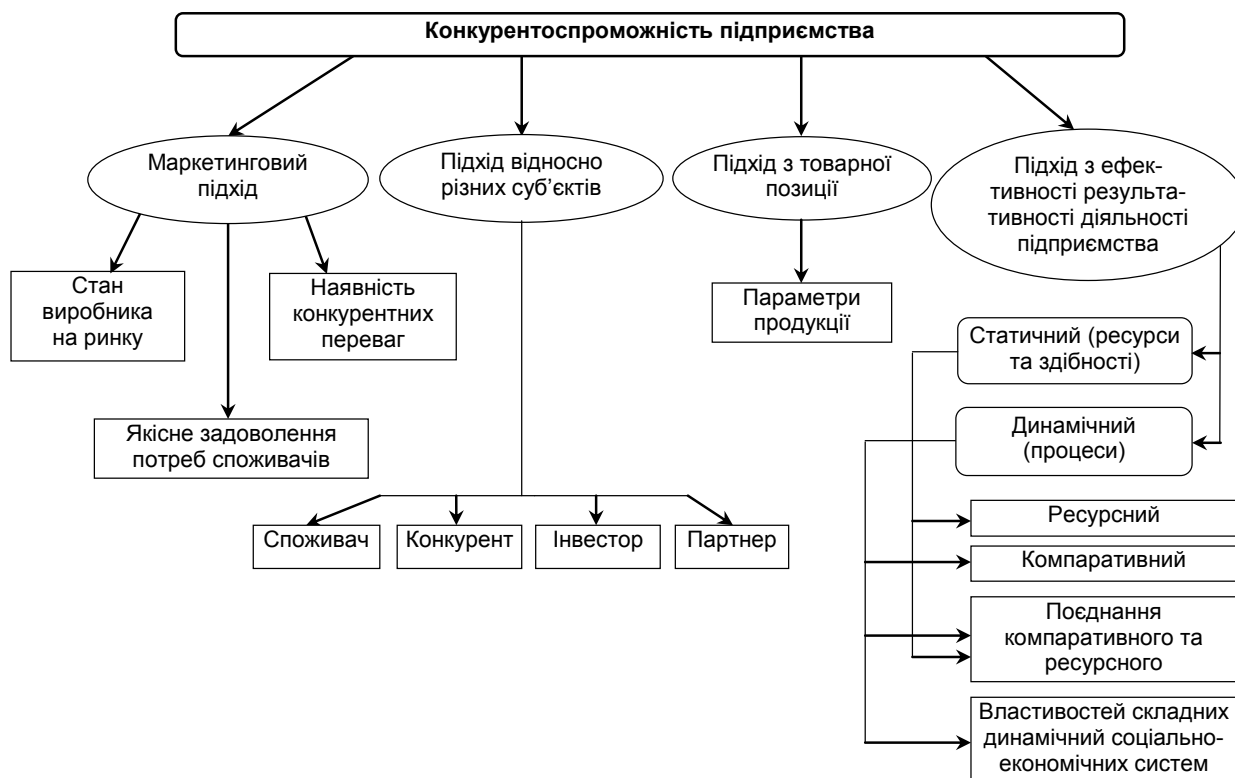 Конкурентоспроможність підприємства
Маркетинговий
підхід
Підхід відносно
різних суб’єктів
Підхід з товарної
позиції
Підхід з ефек-
тивності результа-
тивності діяльності
підприємства
Стан
виробника
на ринку
Наявність
конкурентних
переваг
Параметри
продукції
Статичний (ресурси
та здібності)
Якісне задоволення
потреб споживачів
Динамічний
(процеси)
Споживач
Конкурент
Інвестор
Партнер
Ресурсний
Компаративний
Поєднання
компаративного та
ресурсного
Властивостей складних
динамічний соціально-
економічних систем